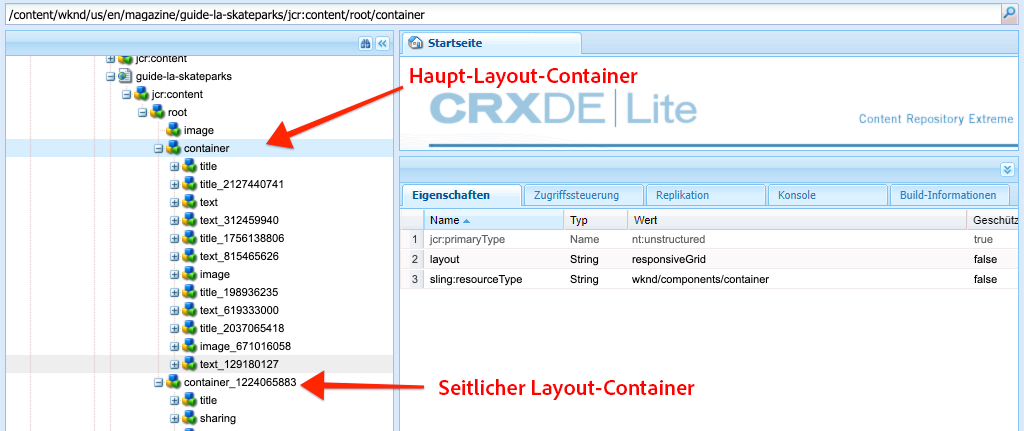 /content/wknd/us/en/magazine/guide-la-skateparks/jcr:content/root/container
jcr:content
guide-la-skateparks
jcr:content
root
image
container
title
title_2127440741
text
text_312459940
title_1756138806
text_815465626
image
title_198936235
text_619333000
title_2037065418
image_671016058
text_129180127
container_1224065883
title
sharing
Startseite
Haupt-Layout-Container
CRXDE Lite
Content Repository Extreme
Eigenschaften Zugriffssteuerung Replikation Konsole Build-Informationen
Name Typ Wert Geschütz
1 jcr:primaryType Name nt:unstructured true
2 layout String responsiveGrid false
3 sling:resourceType String wknd/components/container false
Seitlicher Layout-Container